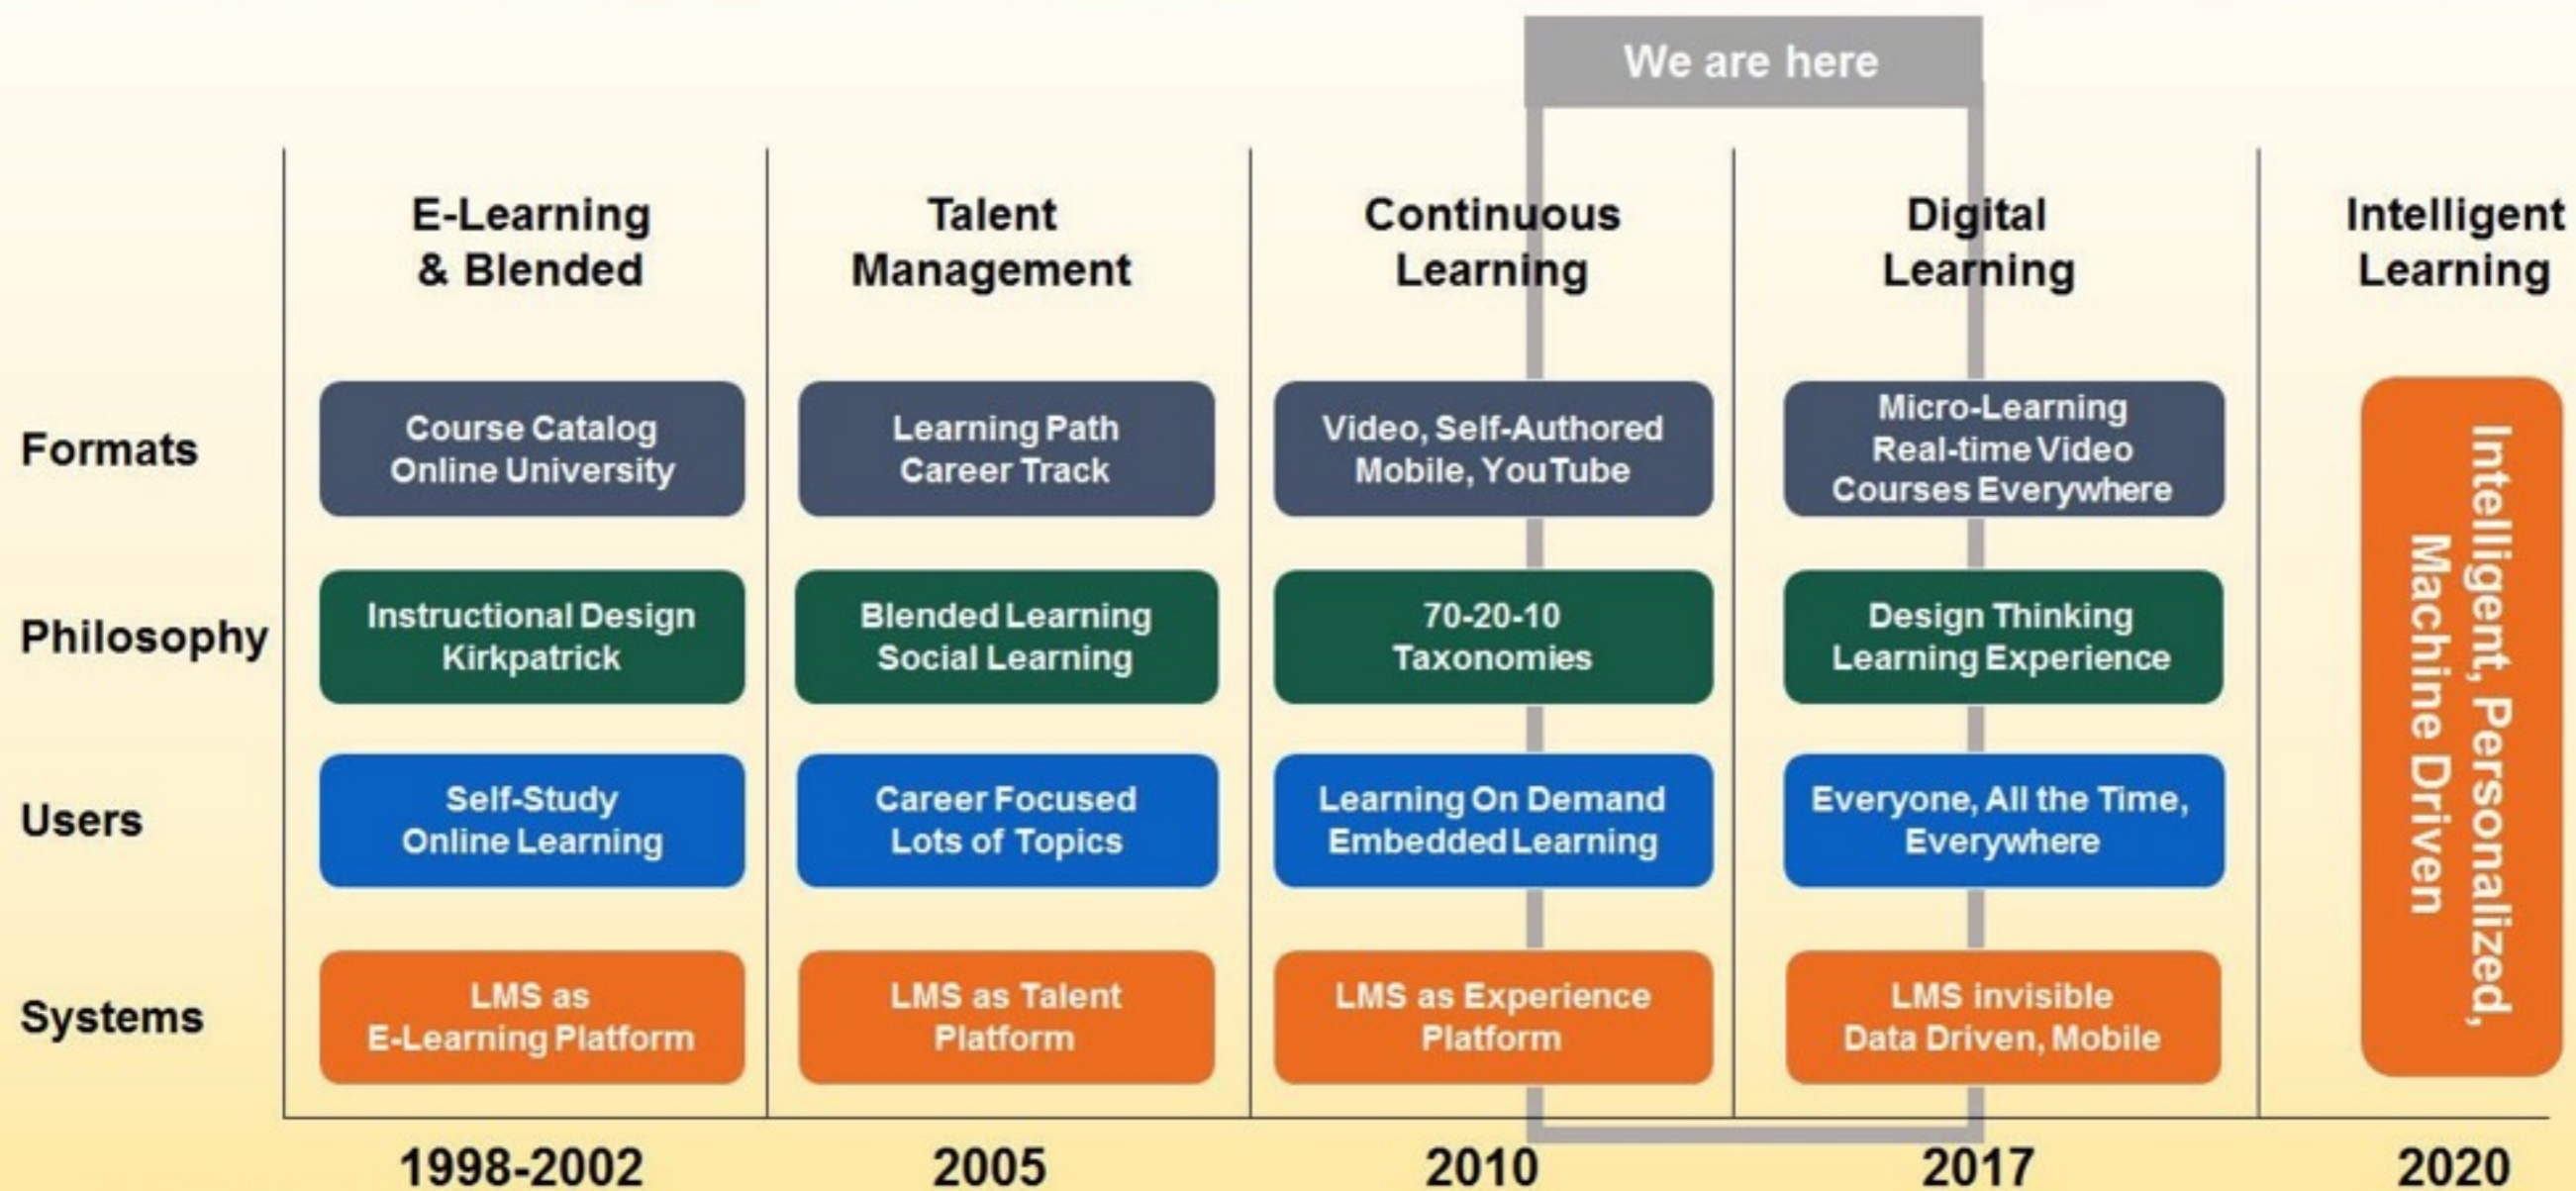 We are here
E-Learning
& Blended
Talent
Management
Continuous
Learning
Digital
Learning
Intelligent
Learning
Formats
Course Catalog
Online University
Learning Path
Career Track
Video, Self-Authored
Mobile, YouTube
Micro-Learning
Real-time Video
Courses Everywhere
Philosophy
Instructional Design
Kirkpatrick
Blended Learning
Social Learning
70-20-10
Taxonomies
Design Thinking
Learning Experience
Users
Self-Study
Online Learning
Career Focused
Lots of Topics
Learning On Demand
Embedded Learning
Everyone, All the Time,
Everywhere
Systems
LMS as
E-Learning Platform
LMS as Talent
Platform
LMS as Experience
Platform
LMS invisible
Data Driven, Mobile
Intelligent, Personalized,
Machine Driven
1998-2002
2005
2010
2017
2020